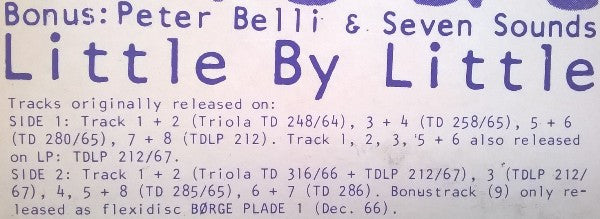 Bonus: Peter Belli & Seven Sounds
Little By Little
Tracks originally released on:
SIDE 1: Track 1 + 2 (Triola TD 248/64), 3 + 4 (TD 258/65), 5 + 6
(TD 280/65), 7 + 8 (TDLP 212). Track 1, 2, 3, 5 + 6 also released
on LP: TDLP 212/67.
SIDE 2: Track 1 + 2 (Triola TD 316/66 + TDLP 212/67), 3 (TDLP 212/
67), 4, 5 + 8 (TD 285/65), 6 + 7 (TD 286). Bonustrack (9) only re-
leased as flexidisc BØRGE PLADE 1 (Dec. 66).